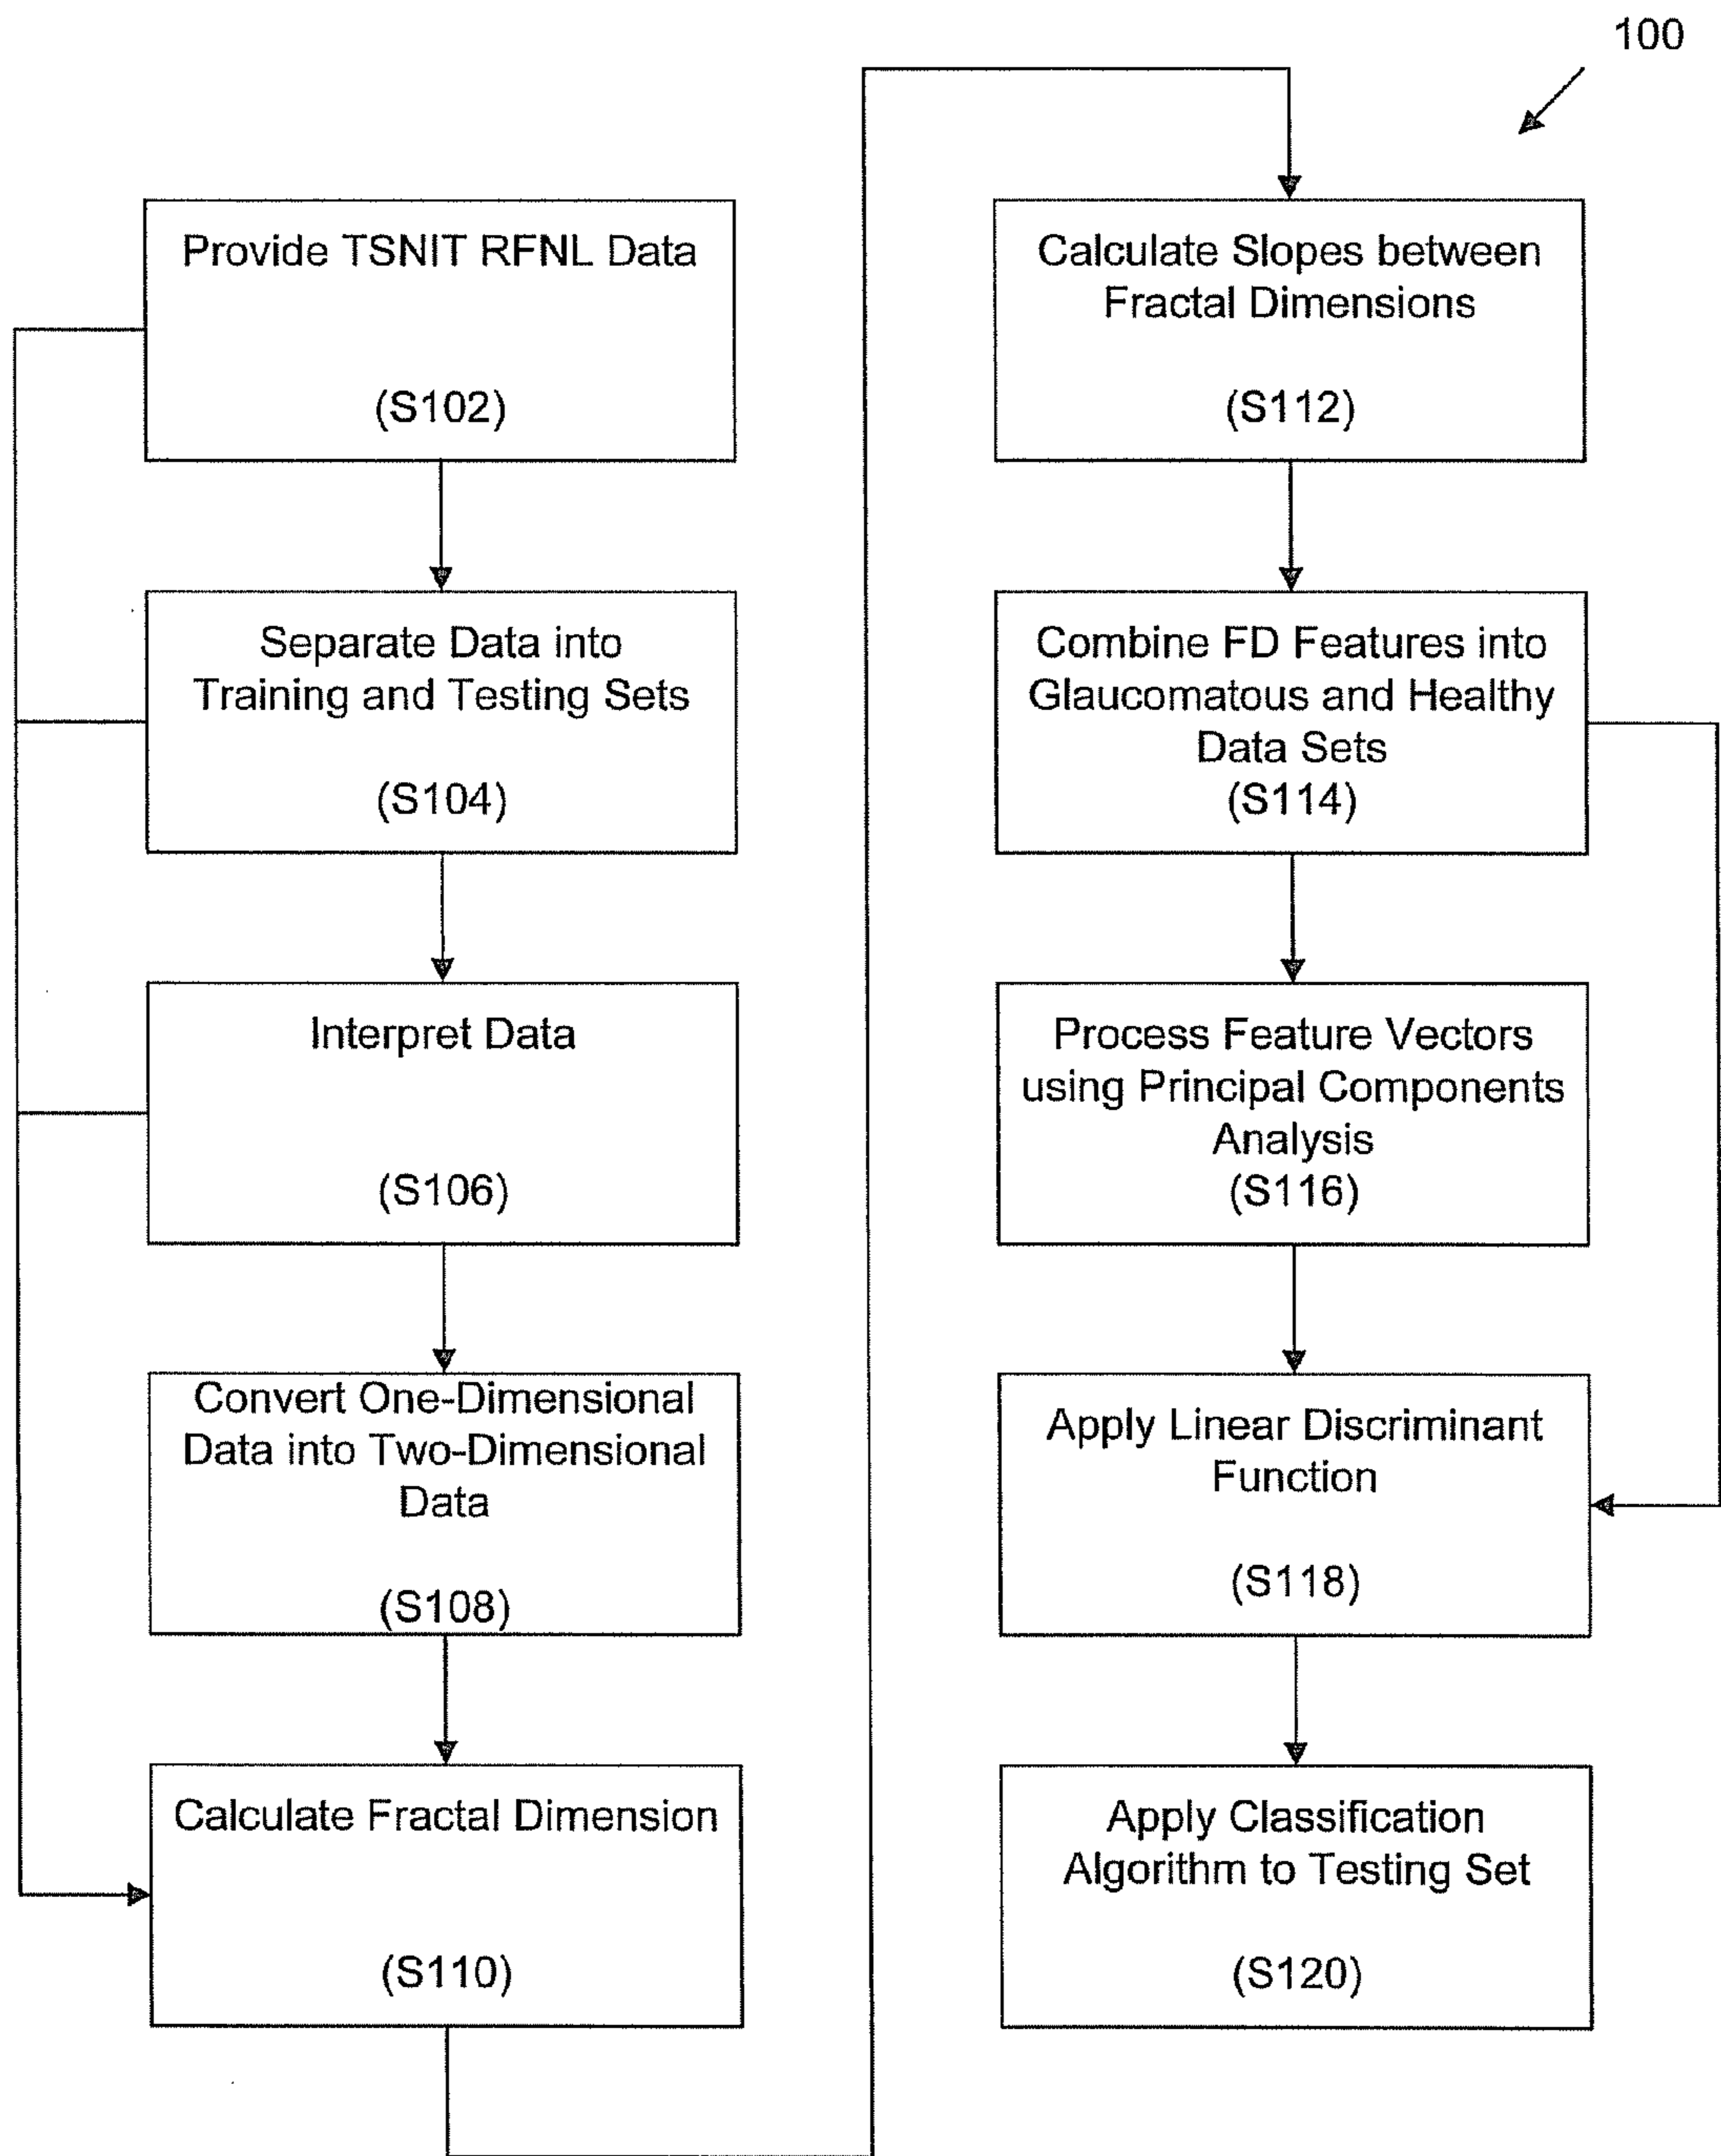 100
Provide TSNIT RFNL Data
(S102)
Separate Data into
Training and Testing Sets
(S104)
Interpret Data
(S106)
Convert One-Dimensional
Data into Two-Dimensional
Data
(S108)
Calculate Fractal Dimension
(S110)
Calculate Slopes between
Fractal Dimensions
(S112)
Combine FD Features into
Glaucomatous and Healthy
Data Sets
(S114)
Process Feature Vectors
using Principal Components
Analysis
(S116)
Apply Linear Discriminant
Function
(S118)
Apply Classification
Algorithm to Testing Set
(S120)